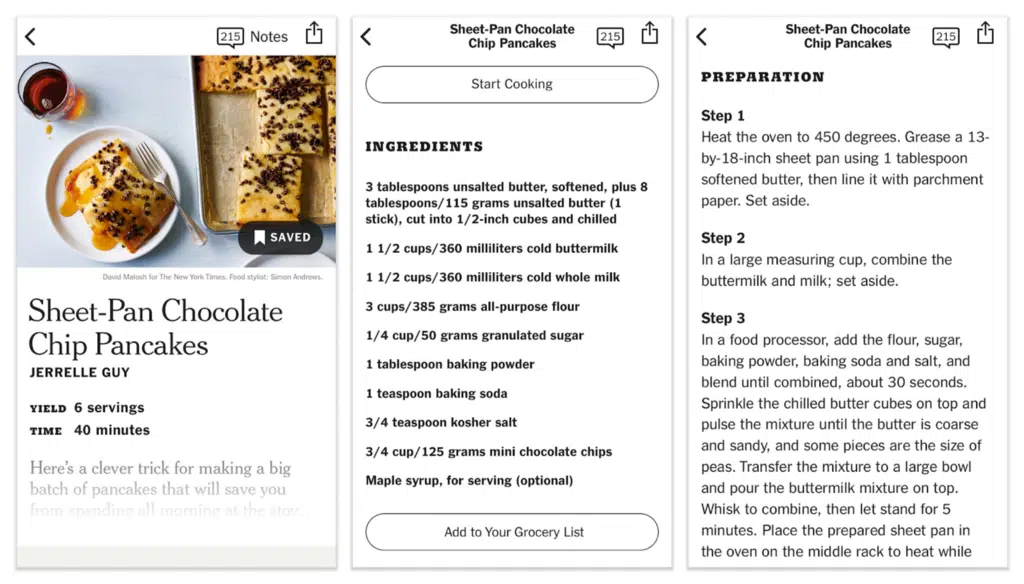 215 Notes
SAVED
David Malosh for The New York Times. Food stylist: Simon Andrews.
Sheet-Pan Chocolate
Chip Pancakes
JERRELLE GUY
YIELD 6 servings
TIME 40 minutes
Here's a clever trick for making a big
batch of pancakes that will save you
from spending all morning at the stov...
Sheet-Pan Chocolate
Chip Pancakes
215
Start Cooking
INGREDIENTS
3 tablespoons unsalted butter, softened, plus 8
tablespoons/115 grams unsalted butter (1
stick), cut into 1/2-inch cubes and chilled
1 1/2 cups/360 milliliters cold buttermilk
1 1/2 cups/360 milliliters cold whole milk
3 cups/385 grams all-purpose flour
1/4 cup/50 grams granulated sugar
1 tablespoon baking powder
1 teaspoon baking soda
3/4 teaspoon kosher salt
3/4 cup/125 grams mini chocolate chips
Maple syrup, for serving (optional)
Add to Your Grocery List
Sheet-Pan Chocolate
Chip Pancakes
215
PREPARATION
Step 1
Heat the oven to 450 degrees. Grease a 13-
by-18-inch sheet pan using 1 tablespoon
softened butter, then line it with parchment
paper. Set aside.
Step 2
In a large measuring cup, combine the
buttermilk and milk; set aside.
Step 3
In a food processor, add the flour, sugar,
baking powder, baking soda and salt, and
blend until combined, about 30 seconds.
Sprinkle the chilled butter cubes on top and
pulse the mixture until the butter is coarse
and sandy, and some pieces are the size of
peas. Transfer the mixture to a large bowl
and pour the buttermilk mixture on top.
Whisk to combine, then let stand for 5
minutes. Place the prepared sheet pan in
the oven on the middle rack to heat while